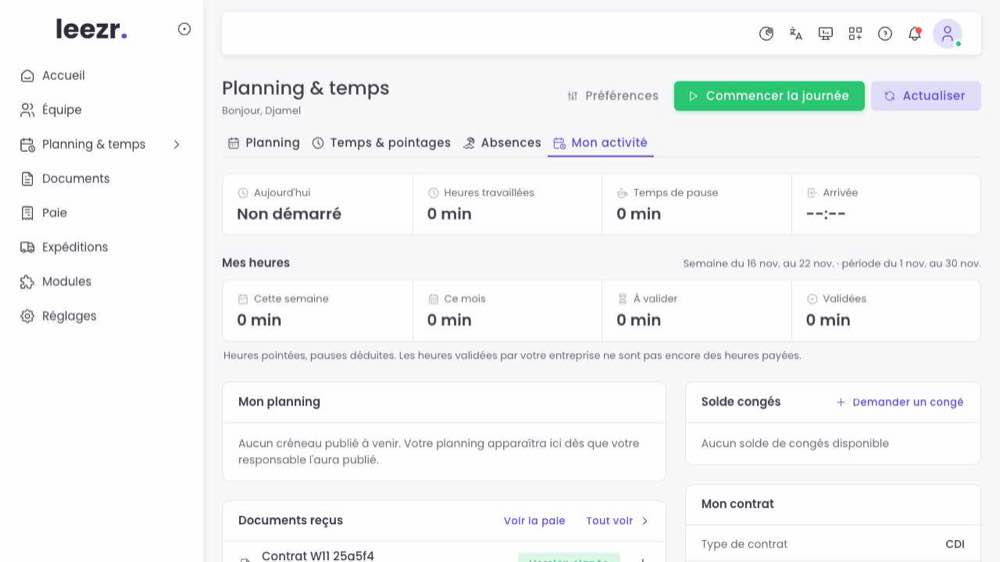 leezr.
Accueil
Équipe
Planning & temps
Documents
Paie
Expéditions
Modules
Réglages
Planning & temps
Bonjour, Djamel
Préférences
Commencer la journée
Actualiser
Planning
Temps & pointages
Absences
Mon activité
Aujourd'hui
Non démarré
Heures travaillées
0 min
Temps de pause
0 min
Arrivée
--:--
Mes heures
Semaine du 16 nov. au 22 nov. · période du 1 nov. au 30 nov.
Cette semaine
0 min
Ce mois
0 min
À valider
0 min
Validées
0 min
Heures pointées, pauses déduites. Les heures validées par votre entreprise ne sont pas encore des heures payées.
Mon planning
Aucun créneau publié à venir. Votre planning apparaîtra ici dès que votre
responsable l'aura publié.
Solde congés
+ Demander un congé
Aucun solde de congés disponible
Documents reçus
Voir la paie
Tout voir
Contrat W11 25a5f4
Mon contrat
Type de contrat
CDI